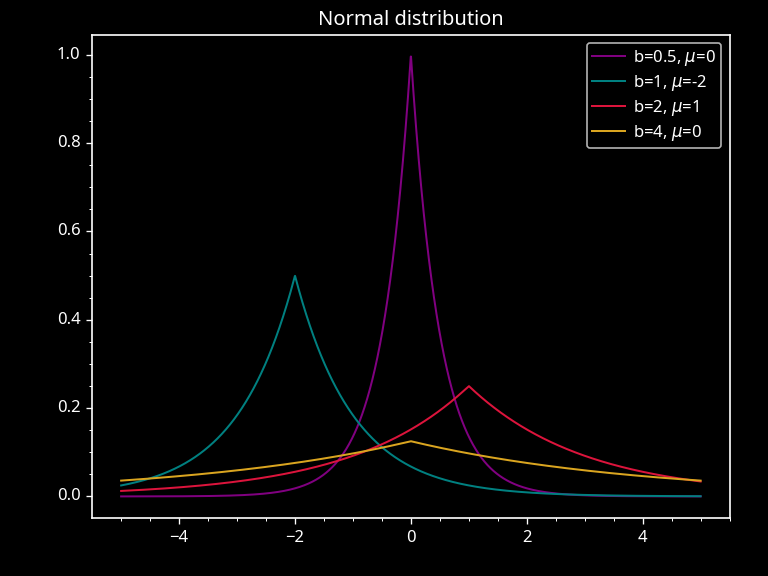 Normal distribution
b=0.5, μ=0
b=1, μ=-2
b=2, μ=1
b=4, μ=0
1.0
0.8
0.6
0.4
0.2
0.0
−4 −2 0 2 4